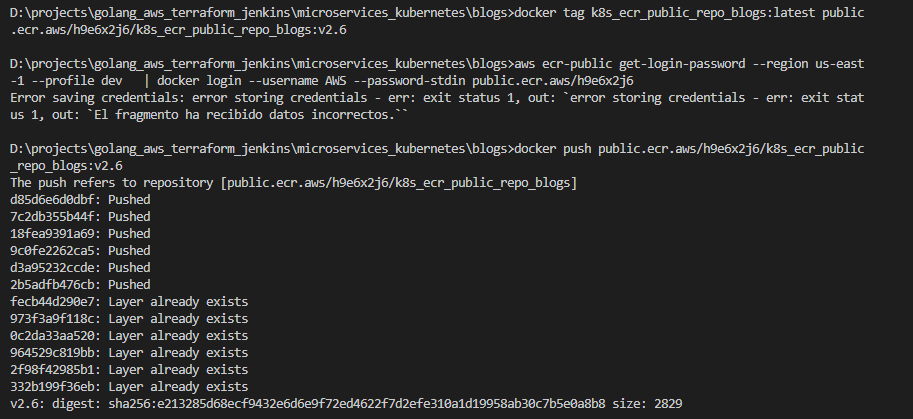 D:\projects\golang_aws_terraform_jenkins\microservices_kubernetes\blogs>docker tag k8s_ecr_public_repo_blogs:latest public
.ecr.aws/h9e6x2j6/k8s_ecr_public_repo_blogs:v2.6
D:\projects\golang_aws_terraform_jenkins\microservices_kubernetes\blogs>aws ecr-public get-login-password --region us-east
-1 --profile dev   | docker login --username AWS --password-stdin public.ecr.aws/h9e6x2j6
Error saving credentials: error storing credentials - err: exit status 1, out: `error storing credentials - err: exit stat
us 1, out: `El fragmento ha recibido datos incorrectos.``
D:\projects\golang_aws_terraform_jenkins\microservices_kubernetes\blogs>docker push public.ecr.aws/h9e6x2j6/k8s_ecr_public
_repo_blogs:v2.6
The push refers to repository [public.ecr.aws/h9e6x2j6/k8s_ecr_public_repo_blogs]
d85d6e6d0dbf: Pushed
7c2db355b44f: Pushed
18fea9391a69: Pushed
9c0fe2262ca5: Pushed
d3a95232ccde: Pushed
2b5adfb476cb: Pushed
fecb44d290e7: Layer already exists
973f3a9f118c: Layer already exists
0c2da33aa520: Layer already exists
964529c819bb: Layer already exists
2f98f42985b1: Layer already exists
332b199f36eb: Layer already exists
v2.6: digest: sha256:e213285d68ecf9432e6d6e9f72ed4622f7d2efe310a1d19958ab30c7b5e0a8b8 size: 2829